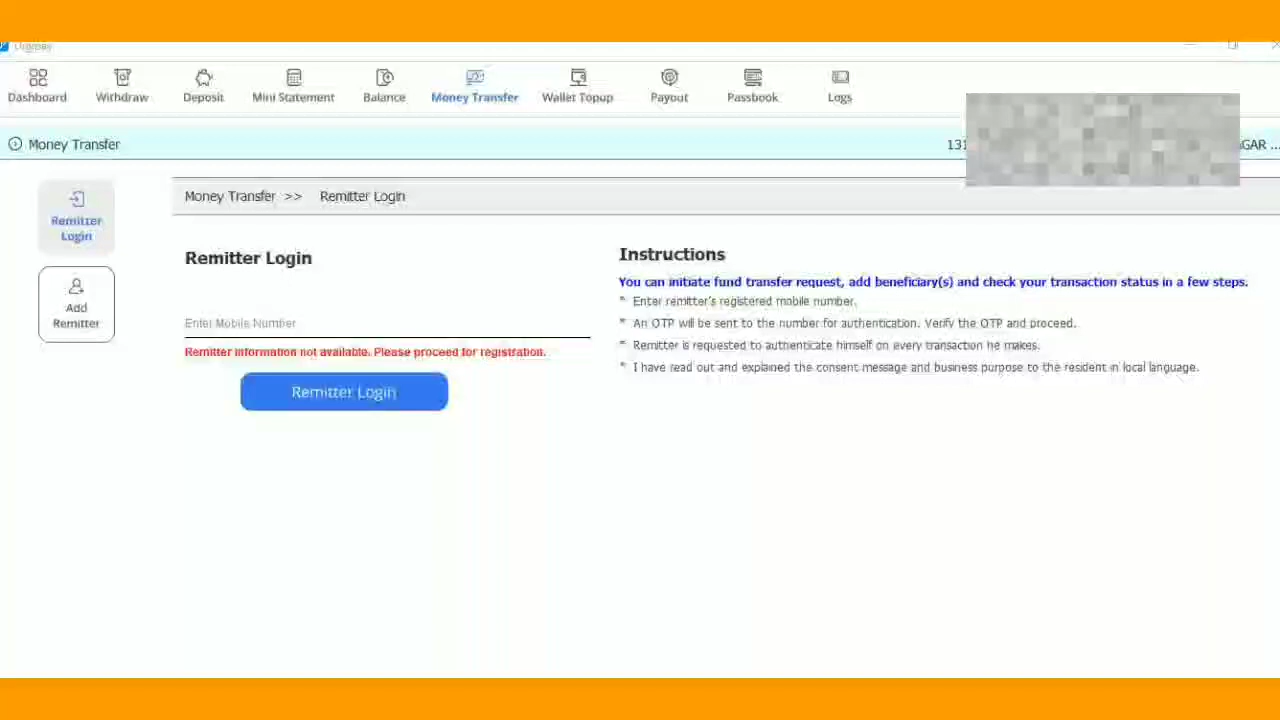 Digipay
Dashboard Withdraw Deposit Mini Statement Balance Money Transfer Wallet Topup Payout Passbook Logs
Money Transfer 131 GAR ...
Remitter
Login
Add
Remitter
Money Transfer >> Remitter Login
Remitter Login
Enter Mobile Number
Remitter information not available. Please proceed for registration.
Remitter Login
Instructions
You can initiate fund transfer request, add beneficiary(s) and check your transaction status in a few steps.
* Enter remitter's registered mobile number.
* An OTP will be sent to the number for authentication. Verify the OTP and proceed.
* Remitter is requested to authenticate himself on every transaction he makes.
* I have read out and explained the consent message and business purpose to the resident in local language.